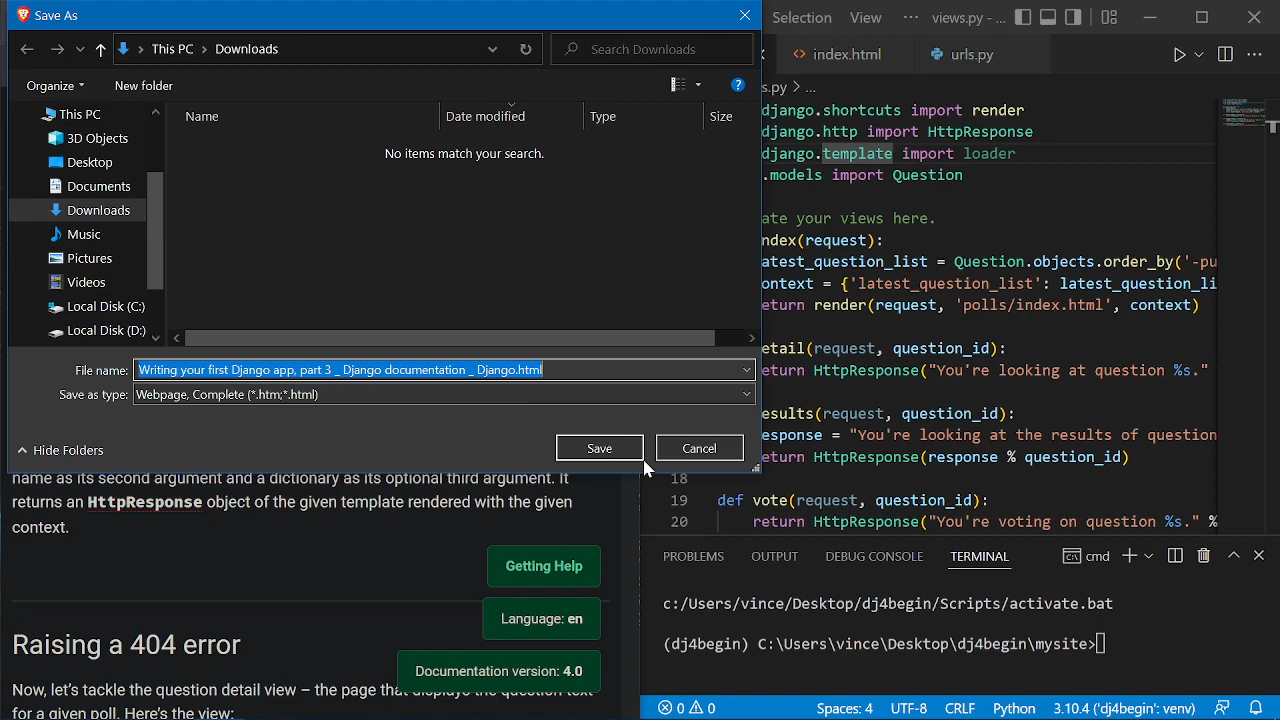 Save As
This PC
Downloads
Search Downloads
Organize
New folder
Name
Date modified
Type
Size
No items match your search.
This PC
3D Objects
Desktop
Documents
Downloads
Music
Pictures
Videos
Local Disk (C)
Local Disk (D:)
File name:
Writing your first Django app, part 3 _ Django documentation _ Django.html
Save as type:
Webpage, Complete (*.htm;*.html)
Hide Folders
Save
Cancel
name as its second argument and a dictionary as its optional third argument. It
returns an HttpResponse object of the given template rendered with the given
context.
Getting Help
Language: en
Documentation version: 4.0
Raising a 404 error
Now, let's tackle the question detail view – the page that displays the question text
for a given poll. Here's the view:
Selection
View
···
views.py - ...
index.html
urls.py
s.py > ...
django.shortcuts import render
django.http import HttpResponse
django.template import loader
.models import Question
ate your views here.
ndex(request):
atest_question_list = Question.objects.order_by('-pu
ontext = {'latest_question_list': latest_question_li
eturn render(request, 'polls/index.html', context)
etail(request, question_id):
eturn HttpResponse("You're looking at question %s."
esults(request, question_id):
esponse = "You're looking at the results of question
eturn HttpResponse(response % question_id)
18
19 def vote(request, question_id):
20 return HttpResponse("You're voting on question %s." %
PROBLEMS
OUTPUT
DEBUG CONSOLE
TERMINAL
cmd
c:/Users/vince/Desktop/dj4begin/Scripts/activate.bat
(dj4begin) C:\Users\vince\Desktop\dj4begin\mysite>
0
0
Spaces: 4
UTF-8
CRLF
Python
3.10.4 ('dj4begin': venv)